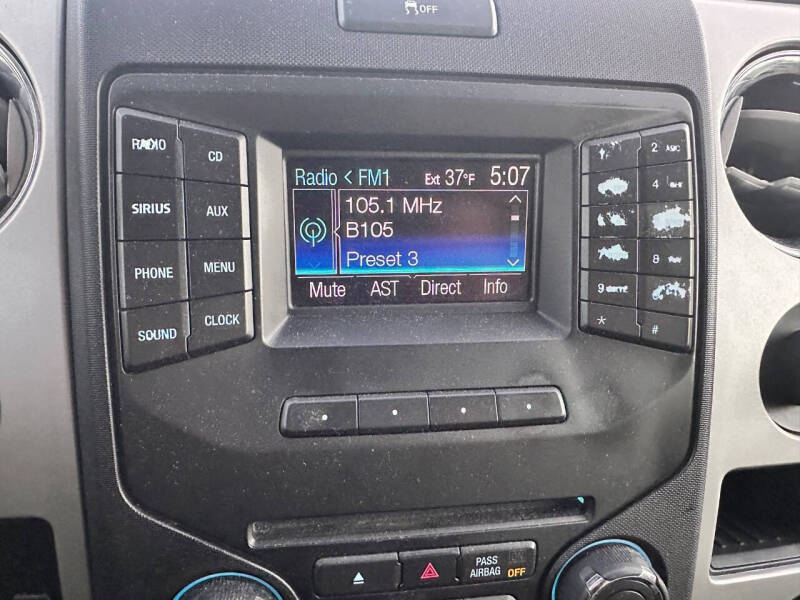 OFF
RADIO
CD
SIRIUS
AUX
PHONE
MENU
SOUND
CLOCK
Radio < FM1 Ext 37°F 5:07
105.1 MHz
B105
Preset 3
Mute AST Direct Info
2
4
8
9
*
#
PASS
AIRBAG OFF